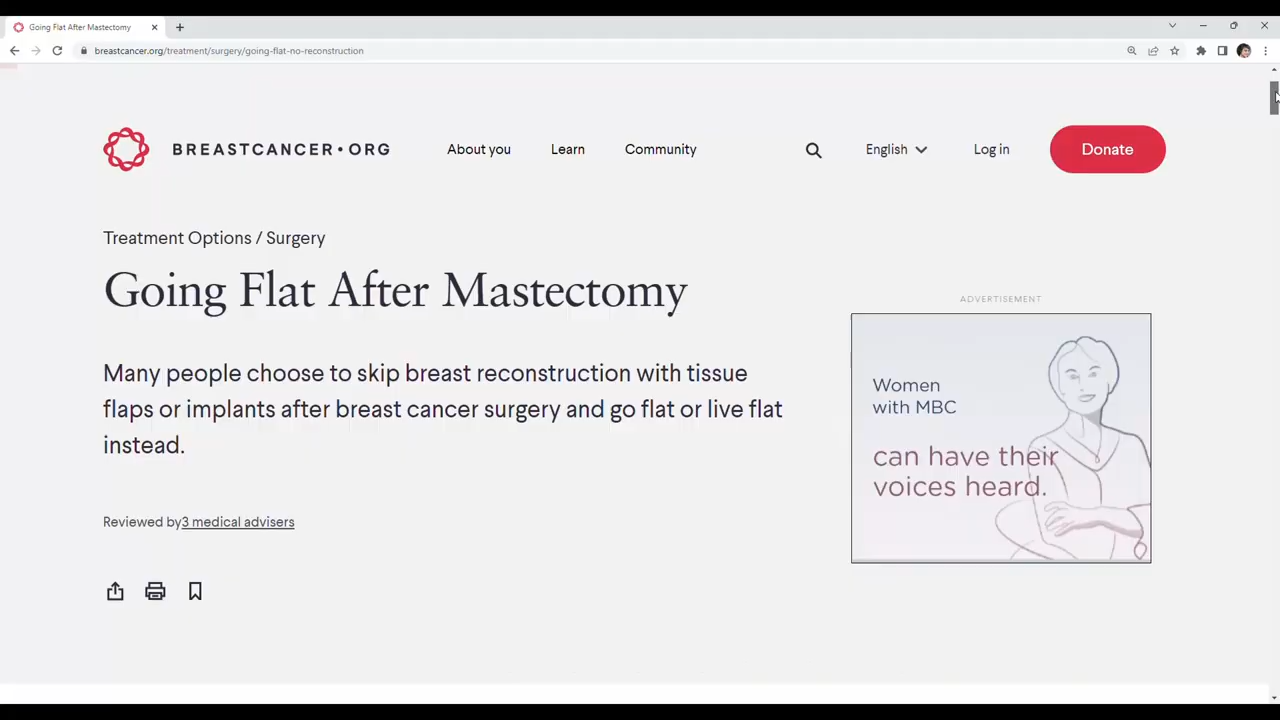 Going Flat After Mastectomy
breastcancer.org/treatment/surgery/going-flat-no-reconstruction
BREASTCANCER•ORG
About you
Learn
Community
English
Log in
Donate
Treatment Options / Surgery
Going Flat After Mastectomy
Many people choose to skip breast reconstruction with tissue
flaps or implants after breast cancer surgery and go flat or live flat
instead.
Reviewed by3 medical advisers
ADVERTISEMENT
Women
with MBC
can have their
voices heard.